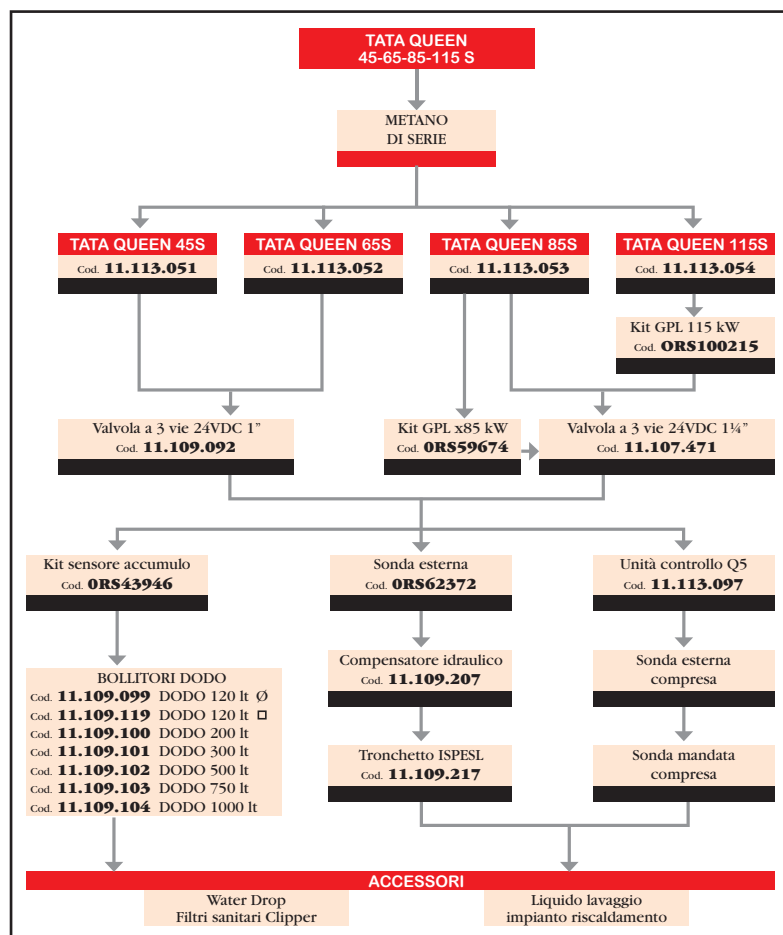 TATA QUEEN
45-65-85-115 S
METANO
DI SERIE
TATA QUEEN 45S
Cod. 11.113.051
TATA QUEEN 65S
Cod. 11.113.052
TATA QUEEN 85S
Cod. 11.113.053
TATA QUEEN 115S
Cod. 11.113.054
Kit GPL 115 kW
Cod. ORS100215
Valvola a 3 vie 24VDC 1”
Cod. 11.109.092
Kit GPL x85 kW
Cod. 0RS59674
Valvola a 3 vie 24VDC 1¼”
Cod. 11.107.471
Kit sensore accumulo
Cod. 0RS43946
Sonda esterna
Cod. 0RS62372
Unità controllo Q5
Cod. 11.113.097
Compensatore idraulico
Cod. 11.109.207
Sonda esterna
compresa
BOLLITORI DODO
Cod. 11.109.099 DODO 120 lt Ø
Cod. 11.109.119 DODO 120 lt □
Cod. 11.109.100 DODO 200 lt
Cod. 11.109.101 DODO 300 lt
Cod. 11.109.102 DODO 500 lt
Cod. 11.109.103 DODO 750 lt
Cod. 11.109.104 DODO 1000 lt
Tronchetto ISPESL
Cod. 11.109.217
Sonda mandata
compresa
ACCESSORI
Water Drop
Filtri sanitari Clipper
Liquido lavaggio
impianto riscaldamento